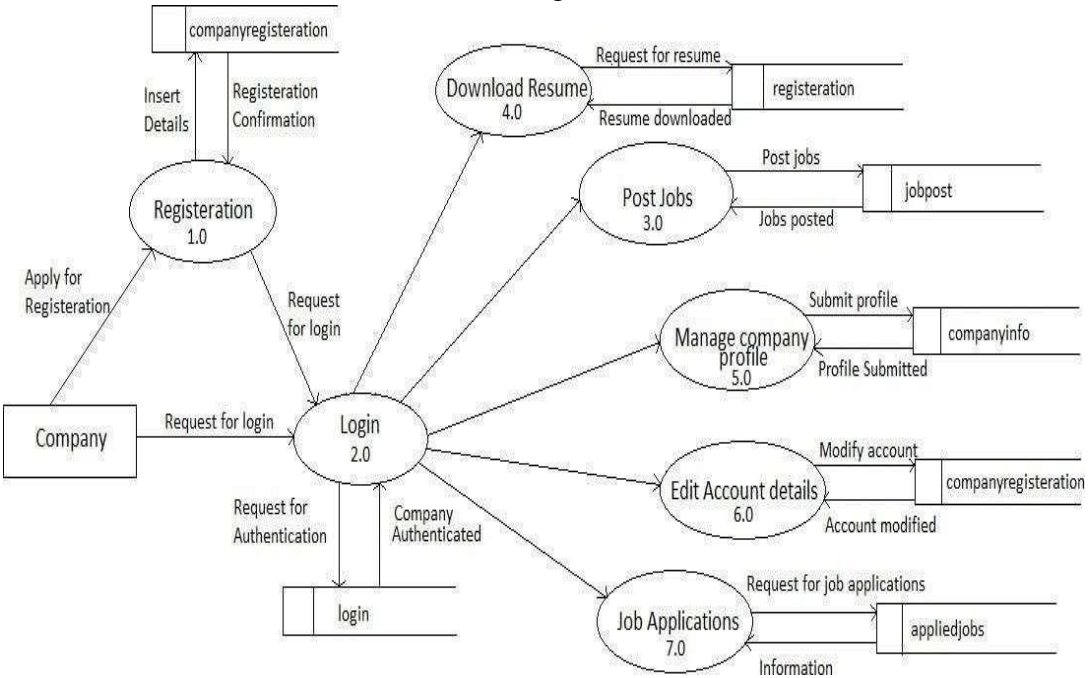 companyregisteration
Insert
Details
Registeration
Confirmation
Registeration
1.0
Apply for
Registeration
Request
for login
Company
Request for login
Login
2.0
Request for
Authentication
Company
Authenticated
login
Download Resume
4.0
Request for resume
Resume downloaded
registeration
Post Jobs
3.0
Post jobs
Jobs posted
jobpost
Manage company
profile
5.0
Submit profile
Profile Submitted
companyinfo
Edit Account details
6.0
Modify account
Account modified
companyregisteration
Job Applications
7.0
Request for job applications
Information
appliedjobs